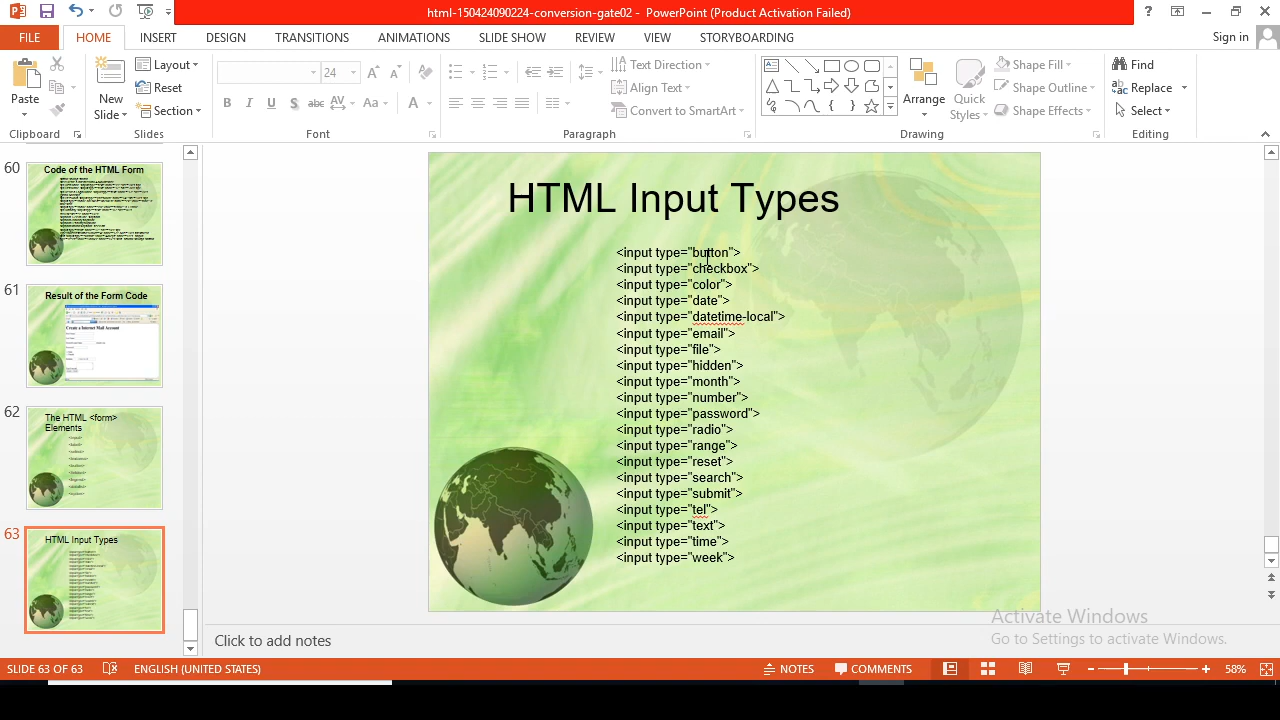 html-150424090224-conversion-gate02 - PowerPoint (Product Activation Failed)
FILE HOME INSERT DESIGN TRANSITIONS ANIMATIONS SLIDE SHOW REVIEW VIEW STORYBOARDING Sign in
Paste
New Slide
Layout
Reset
Section
24
B I U S abc AV Aa A
Text Direction
Align Text
Convert to SmartArt
Arrange
Quick Styles
Shape Fill
Shape Outline
Shape Effects
Find
Replace
Select
Clipboard Slides Font Paragraph Drawing Editing
60
Code of the HTML Form
61
Result of the Form Code
Create a Internet Mail Account
62
The HTML <form>
Elements
63
HTML Input Types
HTML Input Types
<input type="button">
<input type="checkbox">
<input type="color">
<input type="date">
<input type="datetime-local">
<input type="email">
<input type="file">
<input type="hidden">
<input type="month">
<input type="number">
<input type="password">
<input type="radio">
<input type="range">
<input type="reset">
<input type="search">
<input type="submit">
<input type="tel">
<input type="text">
<input type="time">
<input type="week">
Activate Windows
Go to Settings to activate Windows.
Click to add notes
SLIDE 63 OF 63 ENGLISH (UNITED STATES) NOTES COMMENTS 58%